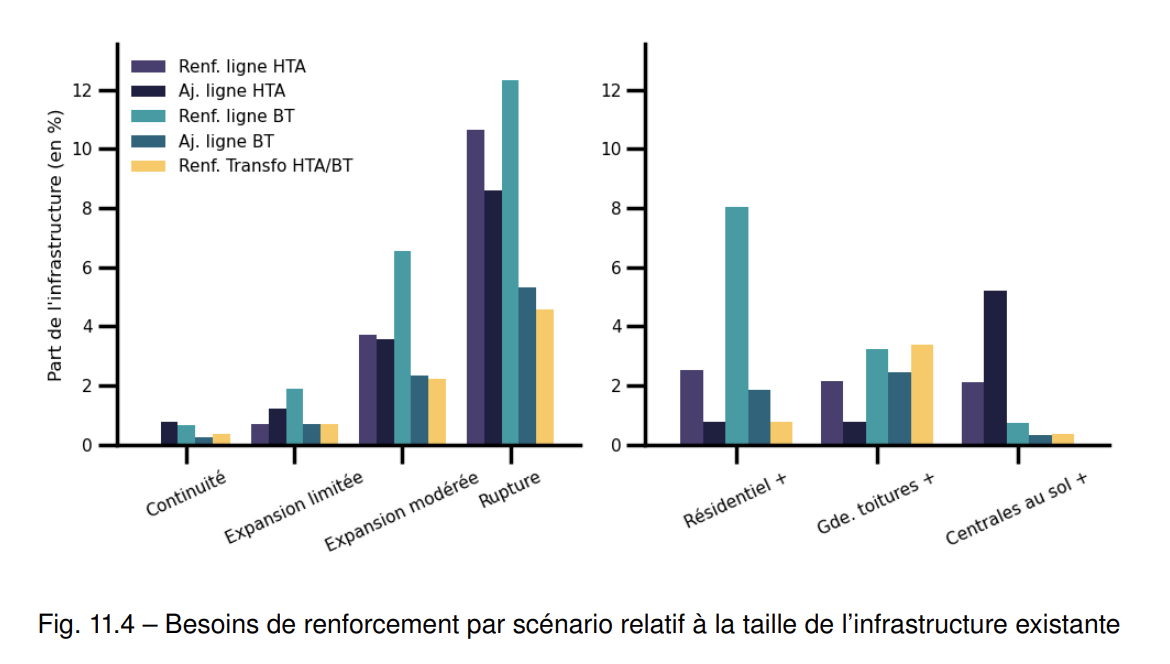 Part de l'infrastructure (en %)
12
10
8
6
4
2
0
Renf. ligne HTA
Aj. ligne HTA
Renf. ligne BT
Aj. ligne BT
Renf. Transfo HTA/BT
Continuité
Expansion limitée
Expansion modérée
Rupture
12
10
8
6
4
2
0
Résidentiel +
Gde. toitures +
Centrales au sol +
Fig. 11.4 – Besoins de renforcement par scénario relatif à la taille de l’infrastructure existante